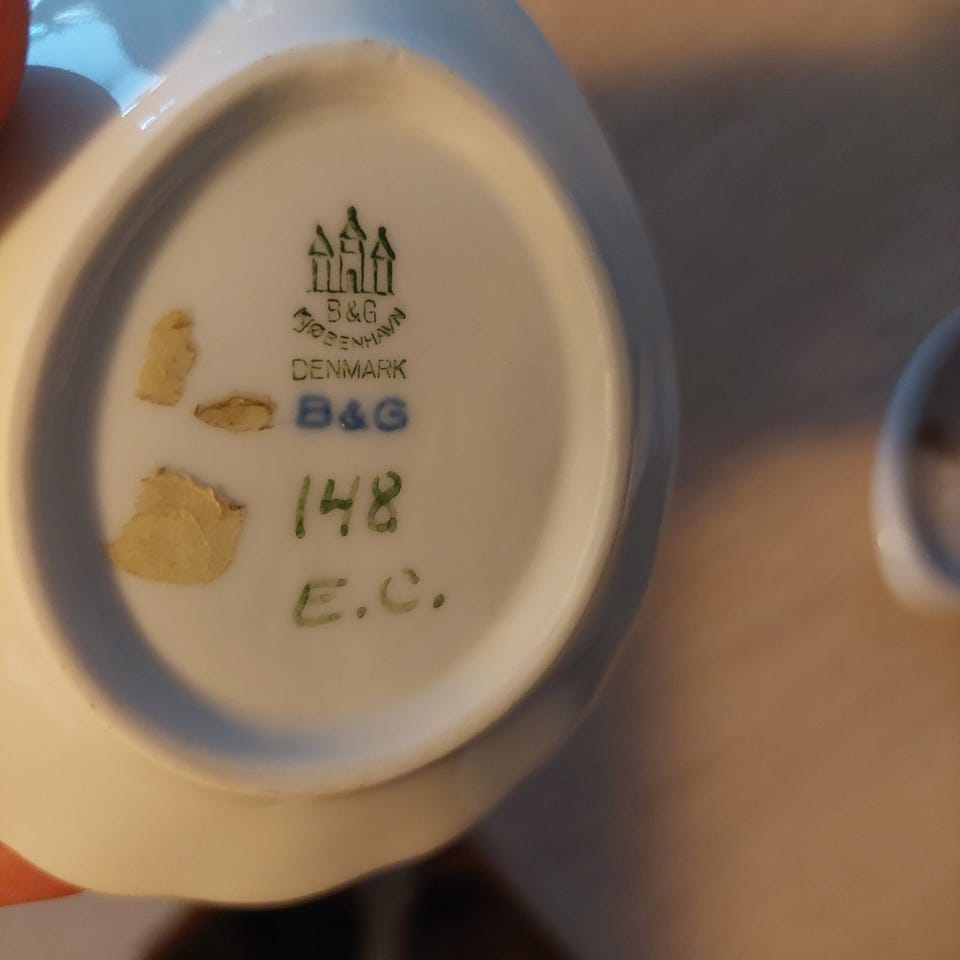 B&G
KJØBENHAVN
DENMARK
B&G
148
E.C.